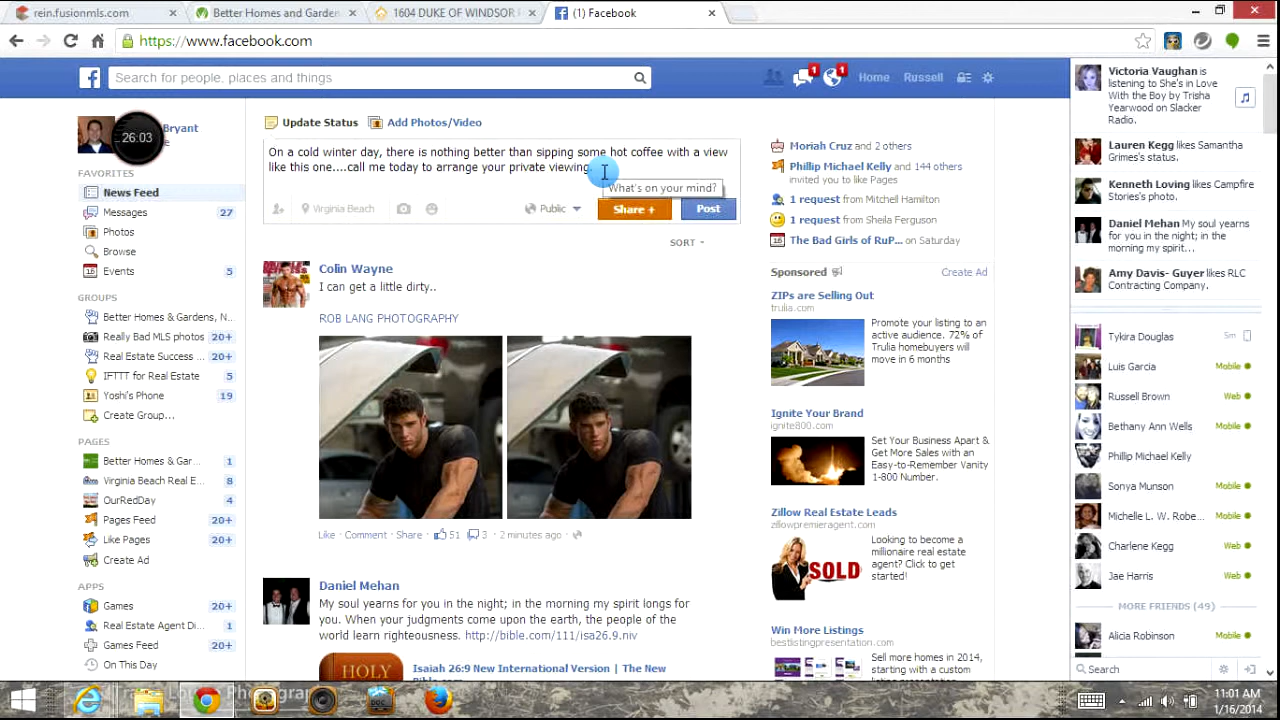 rein.fusionmls.com
Better Homes and Garden
1604 DUKE OF WINDSOR
(1) Facebook
https://www.facebook.com
Search for people, places and things
1
1
Home
Russell
26:03
Bryant
FAVORITES
News Feed
Messages 27
Photos
Browse
Events 5
GROUPS
Better Homes & Gardens, N...
Really Bad MLS photos 20+
Real Estate Success ... 20+
IFTTT for Real Estate 5
Yoshi's Phone 19
Create Group...
PAGES
Better Homes & Gar... 1
Virginia Beach Real E... 8
OurRedDay 4
Pages Feed 20+
Like Pages 20+
Create Ad
APPS
Games 20+
Real Estate Agent Di... 1
Games Feed 20+
On This Day
Update Status
Add Photos/Video
On a cold winter day, there is nothing better than sipping some hot coffee with a view
like this one....call me today to arrange your private viewing.
What's on your mind?
Virginia Beach
Public
Share +
Post
SORT
Colin Wayne
I can get a little dirty..
ROB LANG PHOTOGRAPHY
Like · Comment · Share · 51 3 · 2 minutes ago ·
Daniel Mehan
My soul yearns for you in the night; in the morning my spirit longs for
you. When your judgments come upon the earth, the people of the
world learn righteousness. http://bible.com/111/isa26.9.niv
HOLY
Isaiah 26:9 New International Version | The New
Moriah Cruz and 2 others
Phillip Michael Kelly and 144 others
invited you to like Pages
1 request from Mitchell Hamilton
1 request from Sheila Ferguson
The Bad Girls of RuP... on Saturday
Sponsored
Create Ad
ZIPs are Selling Out
trulia.com
Promote your listing to an
active audience. 72% of
Trulia homebuyers will
move in 6 months
Ignite Your Brand
ignite800.com
Set Your Business Apart &
Get More Sales with an
Easy-to-Remember Vanity
1-800 Number.
Zillow Real Estate Leads
zillowpremieragent.com
SOLD
Looking to become a
millionaire real estate
agent? Click to get
started!
Win More Listings
bestlistingsoftware.com
Sell more homes in 2014,
starting with a custom
Victoria Vaughan is
listening to She's in Love
With the Boy by Trisha
Yearwood on Slacker
Radio.
Lauren Kegg likes Samantha
Grimes's status.
Kenneth Loving likes Campfire
Stories's photo.
Daniel Mehan My soul yearns
for you in the night; in the
morning my spirit...
Amy Davis- Guyer likes RLC
Contracting Company.
Tykira Douglas 5m
Luis Garcia Mobile
Russell Brown Web
Bethany Ann Wells Mobile
Phillip Michael Kelly
Sonya Munson Mobile
Michelle L. W. Robe... Mobile
Charlene Kegg Web
Jae Harris Web
MORE FRIENDS (49)
Alicia Robinson Mobile
Search
11:01 AM
1/16/2014